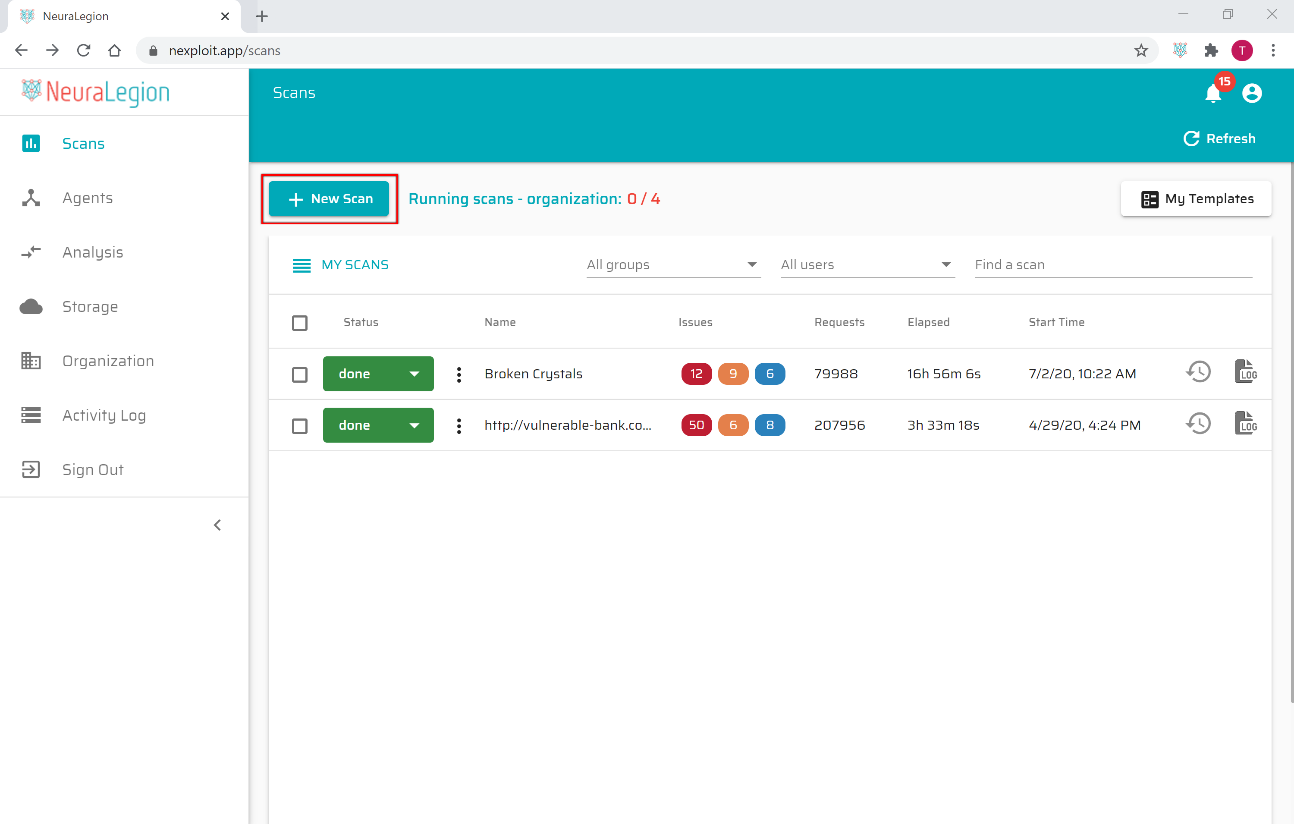 NeuraLegion
nexploit.app/scans
T
NeuraLegion
Scans
15
Refresh
Scans
Agents
Analysis
Storage
Organization
Activity Log
Sign Out
New Scan
Running scans - organization: 0 / 4
My Templates
MY SCANS
All groups
All users
Find a scan
Status Name Issues Requests Elapsed Start Time
done Broken Crystals 12 9 6 79988 16h 56m 6s 7/2/20, 10:22 AM LOG
done http://vulnerable-bank.co... 50 6 8 207956 3h 33m 18s 4/29/20, 4:24 PM LOG